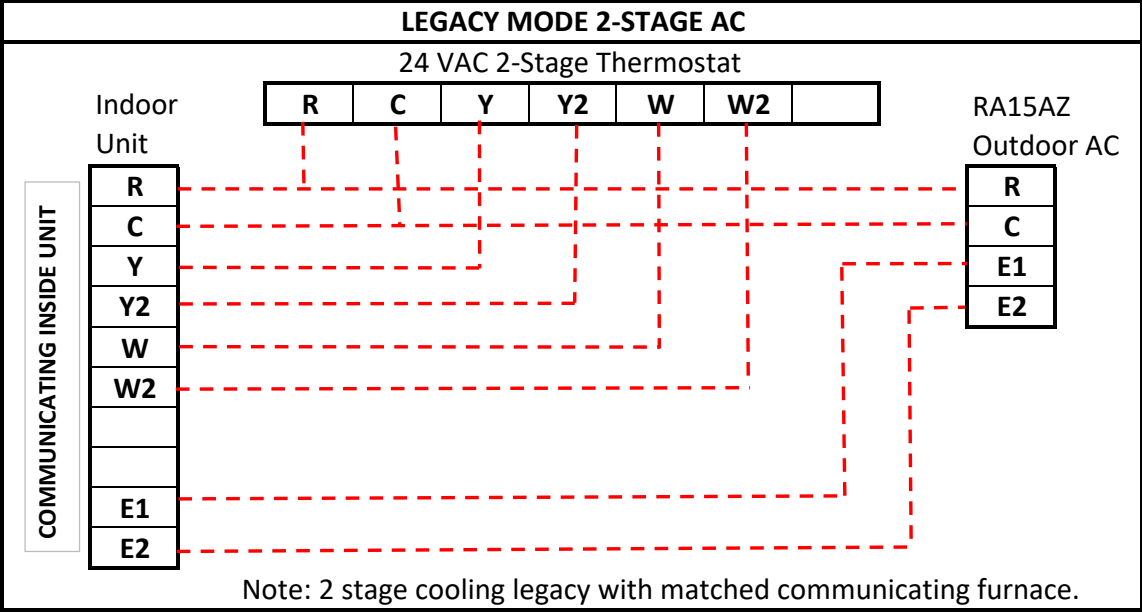 LEGACY MODE 2-STAGE AC
24 VAC 2-Stage Thermostat
R C Y Y2 W W2
Indoor
Unit
RA15AZ
Outdoor AC
COMMUNICATING INSIDE UNIT
R
C
Y
Y2
W
W2
E1
E2
R
C
E1
E2
Note: 2 stage cooling legacy with matched communicating furnace.